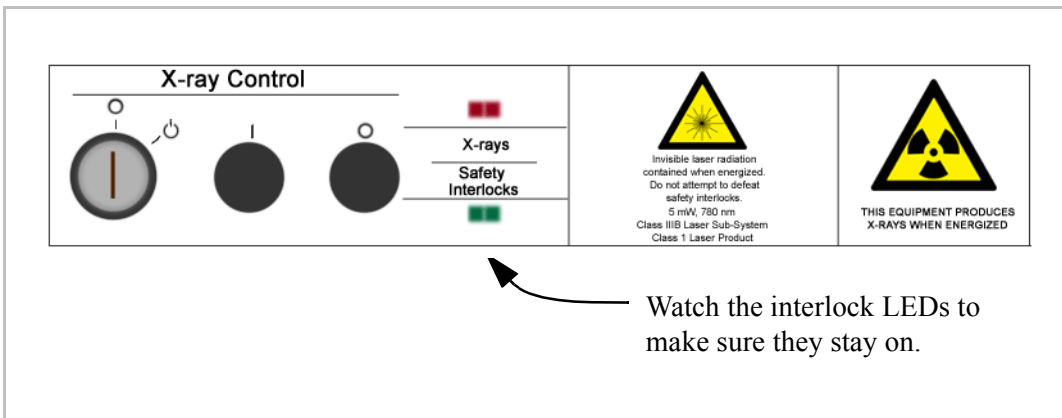 X-ray Control
X-rays
Safety
Interlocks
Invisible laser radiation
contained when energized.
Do not attempt to defeat
safety interlocks.
5 mW, 780 nm
Class IIIB Laser Sub-System
Class 1 Laser Product
THIS EQUIPMENT PRODUCES
X-RAYS WHEN ENERGIZED
Watch the interlock LEDs to
make sure they stay on.